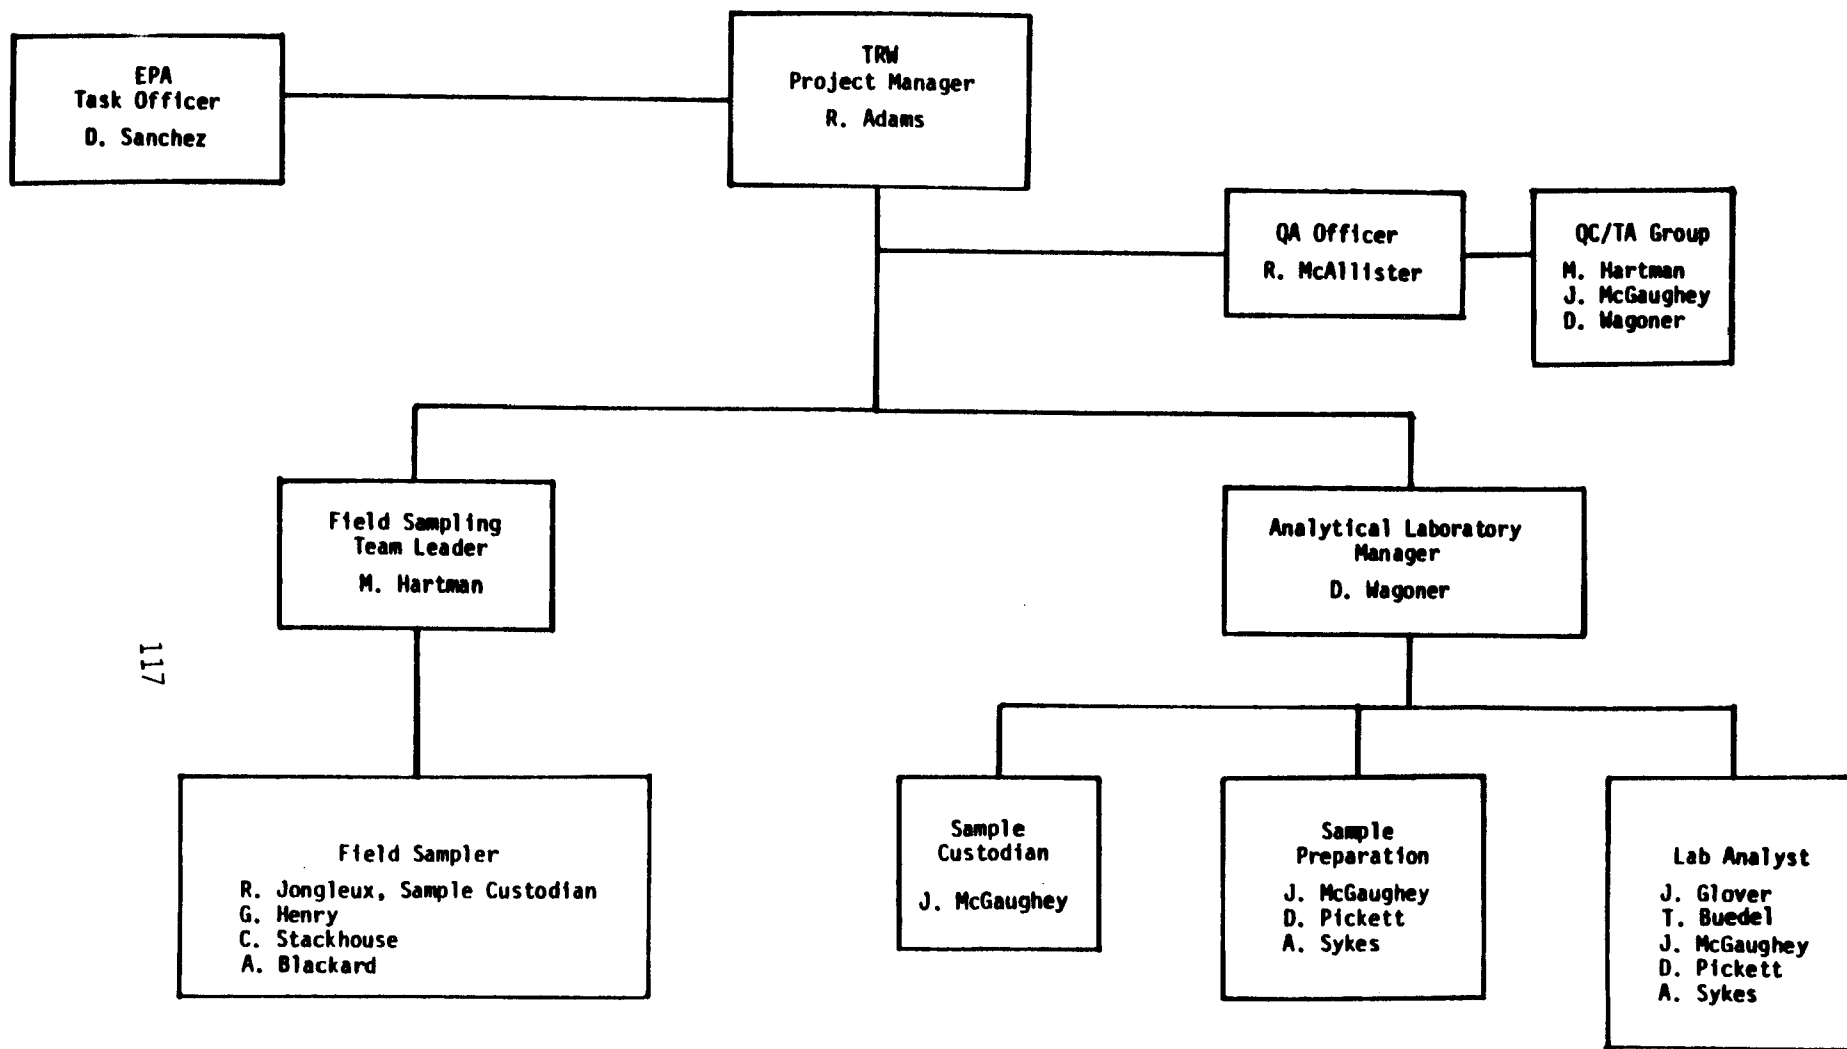 EPA
Task Officer
D. Sanchez
TRW
Project Manager
R. Adams
QA Officer
R. McAllister
QC/TA Group
M. Hartman
J. McGaughey
D. Wagoner
Field Sampling
Team Leader
M. Hartman
Analytical Laboratory
Manager
D. Wagoner
117
Field Sampler
R. Jongleux, Sample Custodian
G. Henry
C. Stackhouse
A. Blackard
Sample
Custodian
J. McGaughey
Sample
Preparation
J. McGaughey
D. Pickett
A. Sykes
Lab Analyst
J. Glover
T. Buedel
J. McGaughey
D. Pickett
A. Sykes